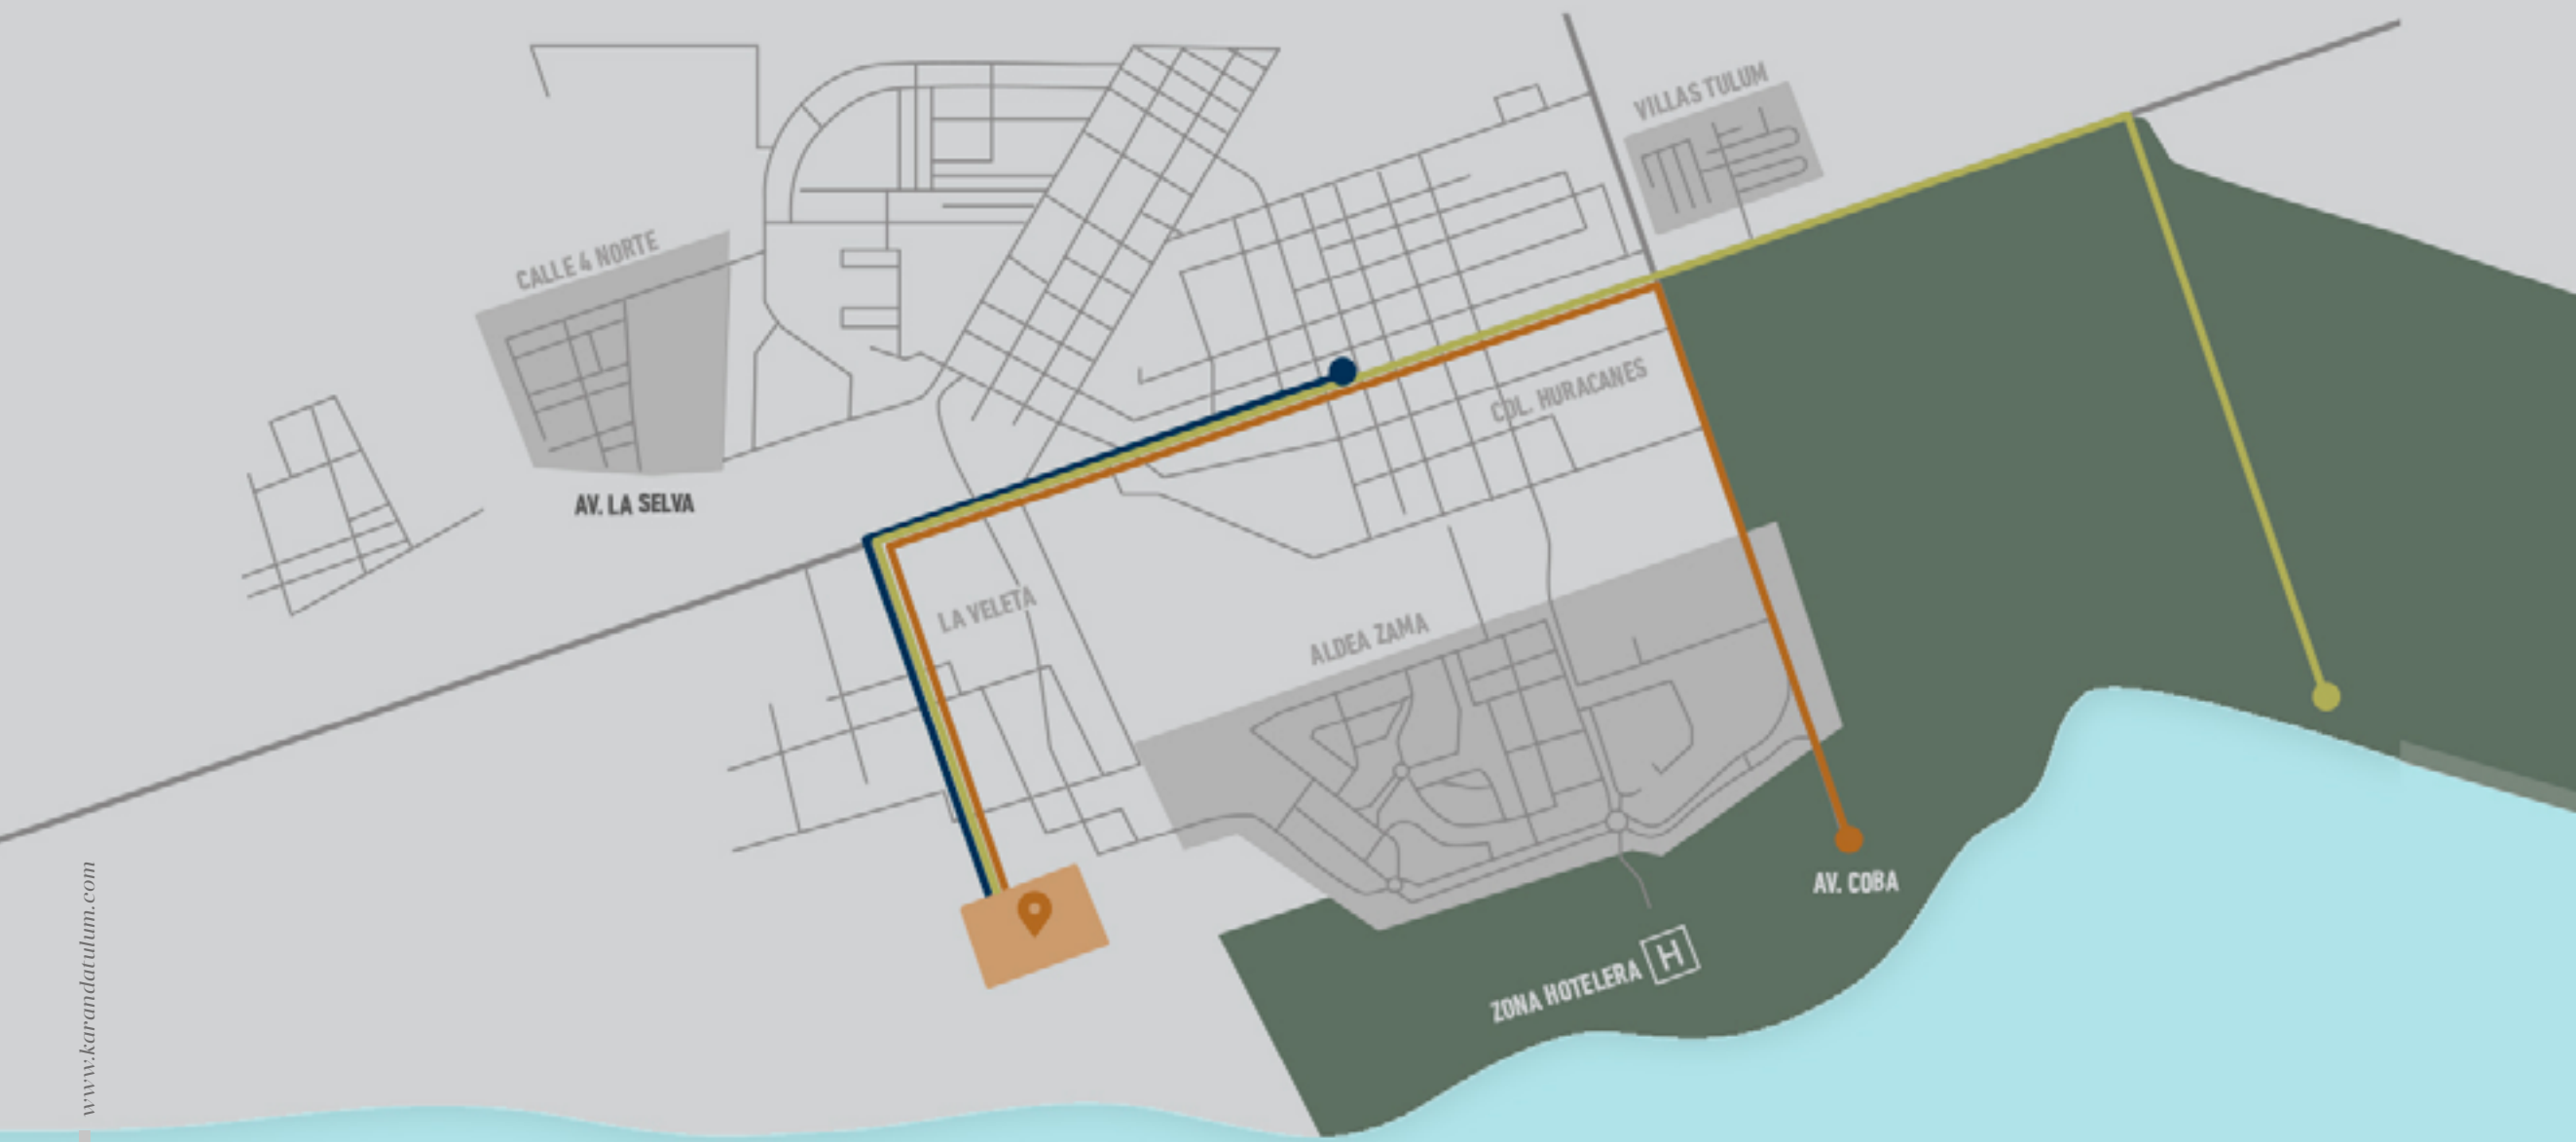 VILLAS TULUM
CALLE 4 NORTE
COL. HURACANES
AV. LA SELVA
LA VELETA
ALDEA ZAMA
AV. COBA
ZONA HOTELERA H
www.karandatulum.com